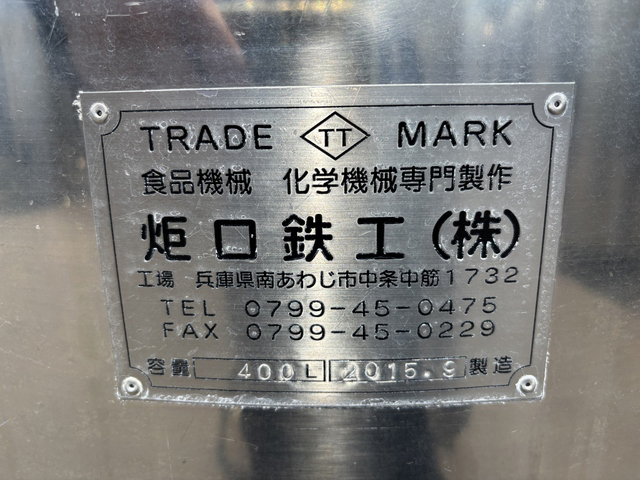 TRADE TT MARK
食品機械 化学機械専門製作
炬口鉄工(株)
工場 兵庫県南あわじ市中条中筋1732
TEL 0799-45-0475
FAX 0799-45-0229
容量 400L 2015.9 製造